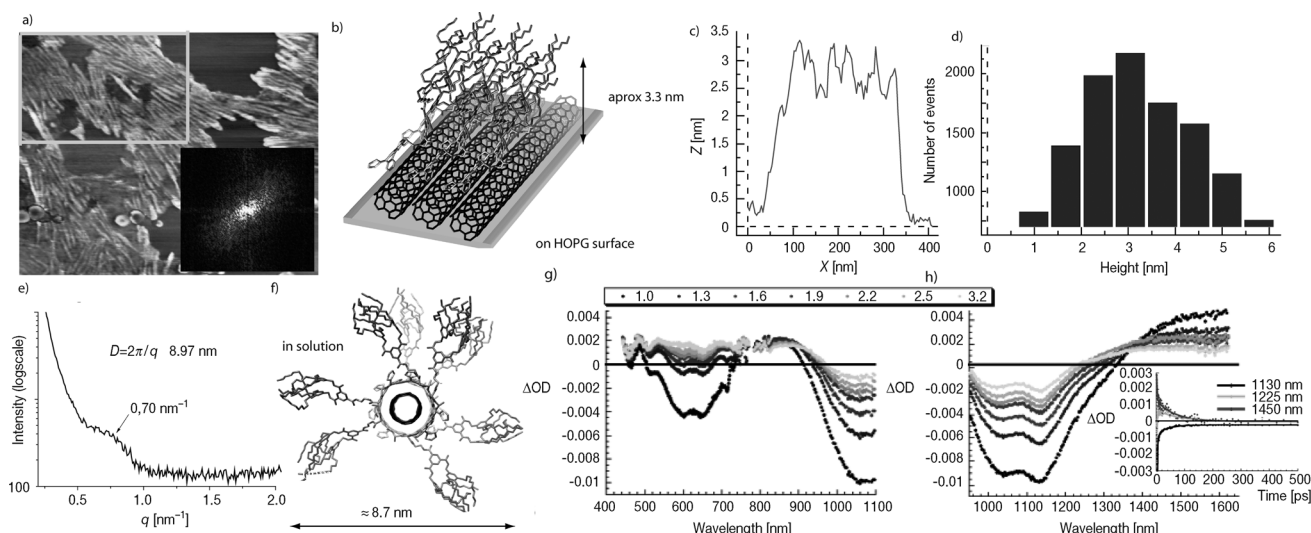 a)
b)
aprox 3.3 nm
on HOPG surface
c)
3.5
3
2.5
2
1.5
1
0.5
0
Z [nm]
0 100 200 300 400
X [nm]
d)
2000
1500
1000
Number of events
0 1 2 3 4 5 6
Height [nm]
e)
D=2π/q 8.97 nm
0,70 nm⁻¹
Intensity (logscale)
100
0.5 1.0 1.5 2.0
q [nm⁻¹]
f)
in solution
≈ 8.7 nm
g)
h)
1.0 1.3 1.6 1.9 2.2 2.5 3.2
0.004
0.002
0
-0.002
-0.004
-0.006
-0.008
-0.01
ΔOD
400 500 600 700 800 900 1000 1100
Wavelength [nm]
0.004
0.002
0
-0.002
-0.004
-0.006
-0.008
-0.01
ΔOD
1000 1100 1200 1300 1400 1500 1600
Wavelength [nm]
0.003
0.002
0.001
0
-0.001
-0.003
ΔOD
1130 nm
1225 nm
1450 nm
0 100 200 300 400 500
Time [ps]